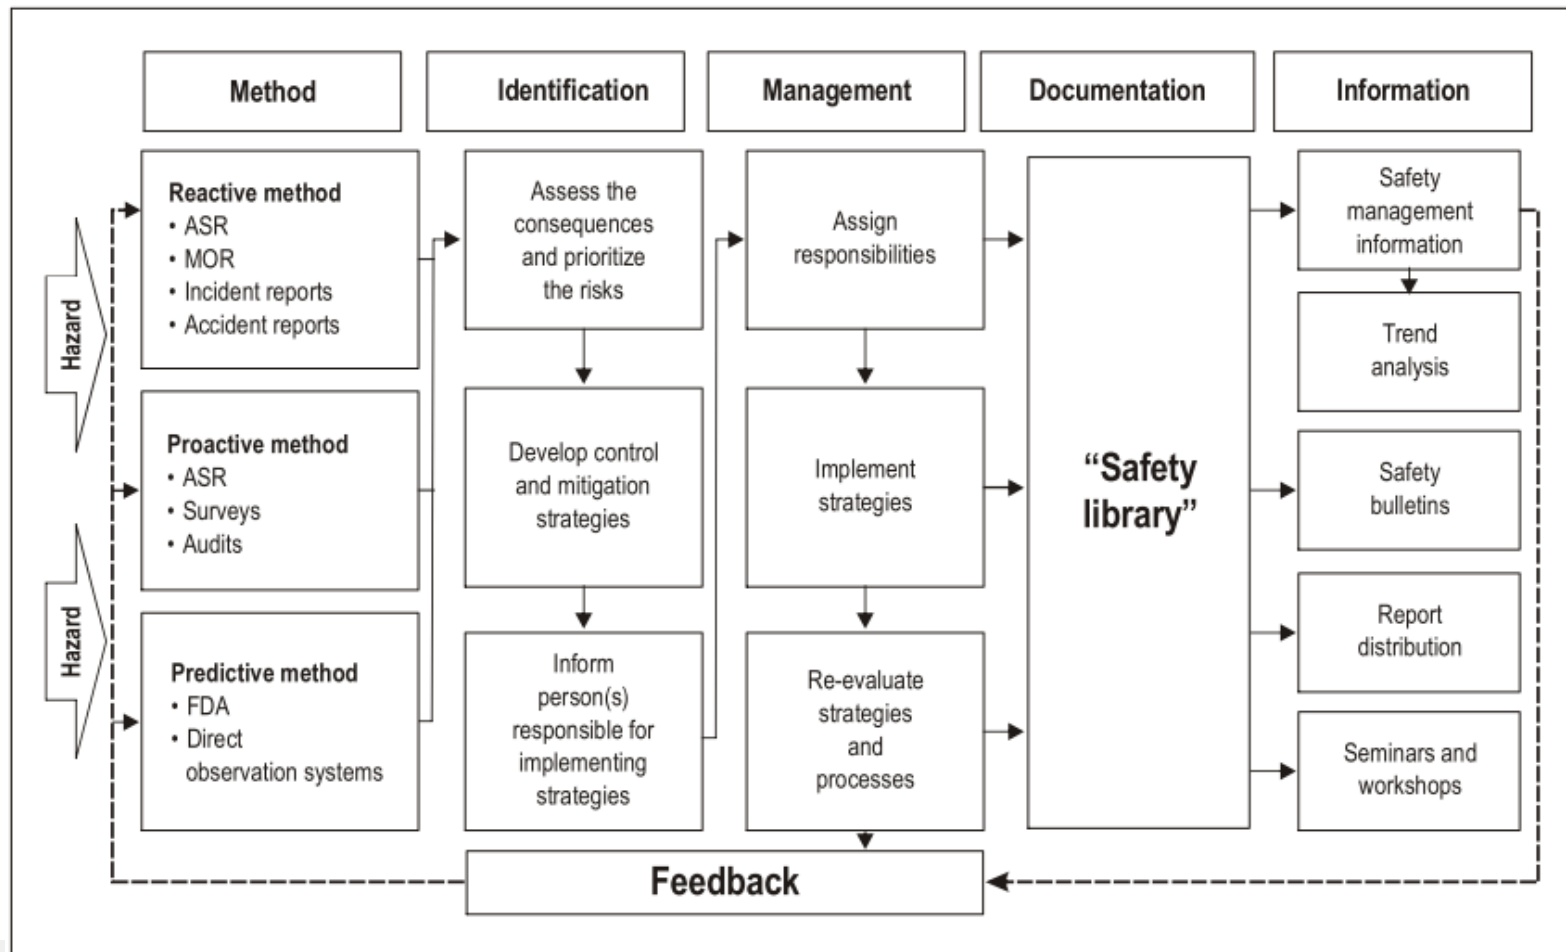 Method
Identification
Management
Documentation
Information
Hazard
Hazard
Reactive method
• ASR
• MOR
• Incident reports
• Accident reports
Proactive method
• ASR
• Surveys
• Audits
Predictive method
• FDA
• Direct
observation systems
Assess the
consequences
and prioritize
the risks
Develop control
and mitigation
strategies
Inform
person(s)
responsible for
implementing
strategies
Assign
responsibilities
Implement
strategies
Re-evaluate
strategies
and
processes
“Safety
library”
Safety
management
information
Trend
analysis
Safety
bulletins
Report
distribution
Seminars and
workshops
Feedback